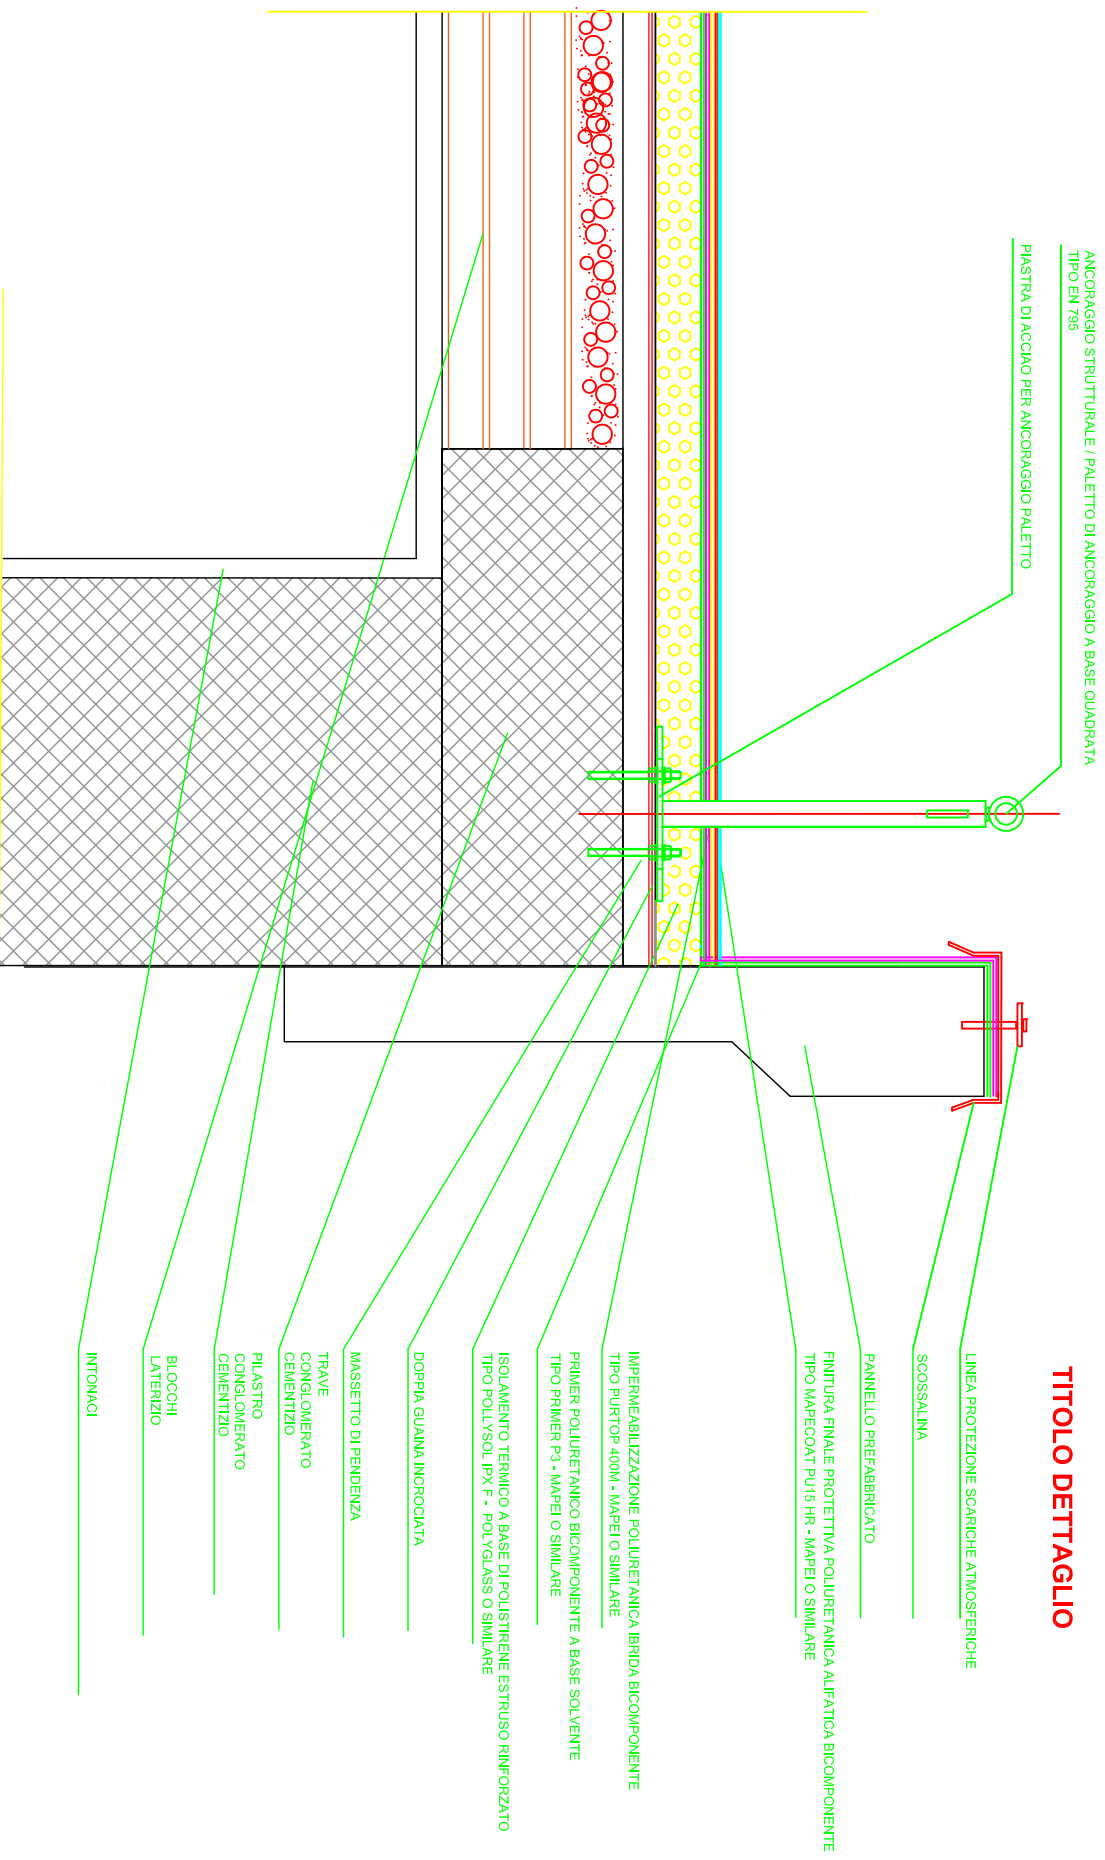 TITOLO DETTAGLIO
ANCORAGGIO STRUTTURALE / PALETTO DI ANCORAGGIO A BASE QUADRATA
TIPO EN 795
PIASTRA DI ACCIAO PER ANCORAGGIO PALETTO
LINEA PROTEZIONE SCARICHE ATMOSFERICHE
SCOSSALINA
PANNELLO PREFABBRICATO
FINITURA FINALE PROTETTIVA POLIURETANICA ALIFATICA BICOMPONENTE
TIPO MAPECOAT PU15 HR - MAPEI O SIMILARE
IMPERMEABILIZZAZIONE POLIURETANICA IBRIDA BICOMPONENTE
TIPO PURTOP 400M - MAPEI O SIMILARE
PRIMER POLIURETANICO BICOMPONENTE A BASE SOLVENTE
TIPO PRIMER P3 - MAPEI O SIMILARE
ISOLAMENTO TERMICO A BASE DI POLISTIRENE ESTRUSO RINFORZATO
TIPO POLLYSOL IPX F - POLYGLASS O SIMILARE
DOPPIA GUAINA INCROCIATA
MASSETTO DI PENDENZA
TRAVE
CONGLOMERATO
CEMENTIZIO
PILASTRO
CONGLOMERATO
CEMENTIZIO
BLOCCHI
LATERIZIO
INTONACI